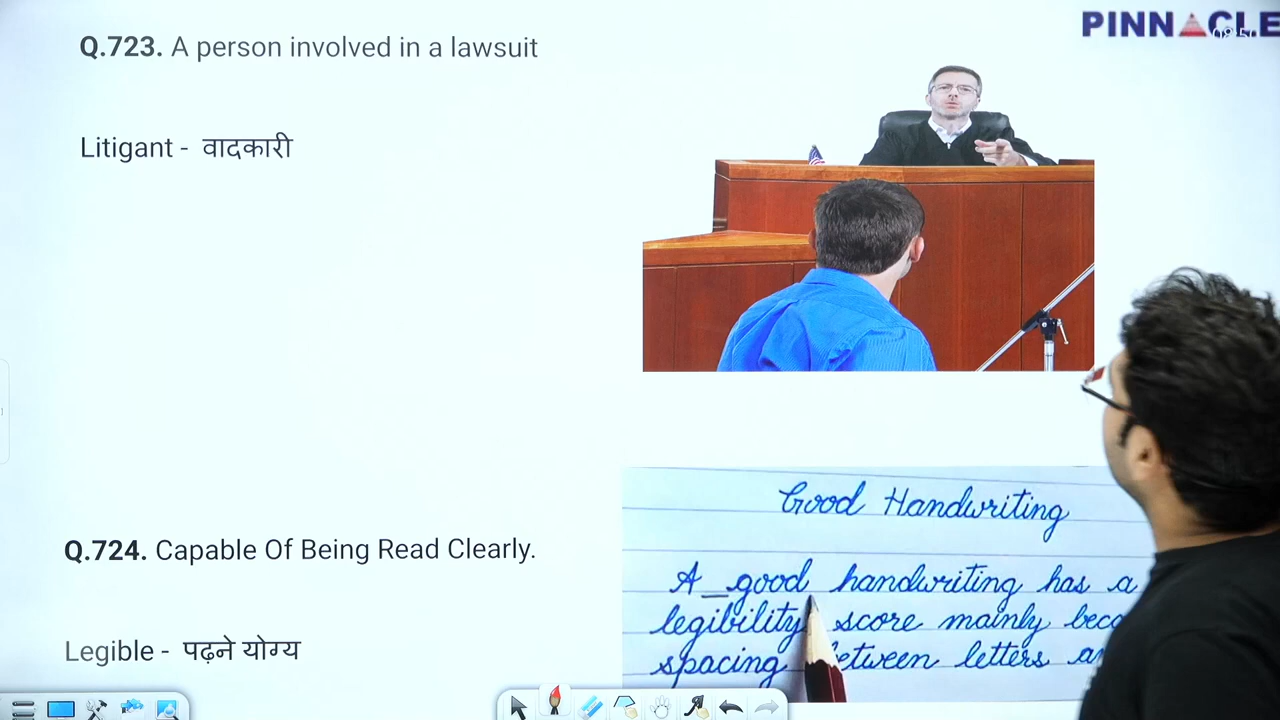 PINNACLE
Q.723. A person involved in a lawsuit
Litigant - वादकारी
Good Handwriting
Q.724. Capable Of Being Read Clearly.
A good handwriting has a
legibility score mainly
spacing between letters
Legible - पढ़ने योग्य